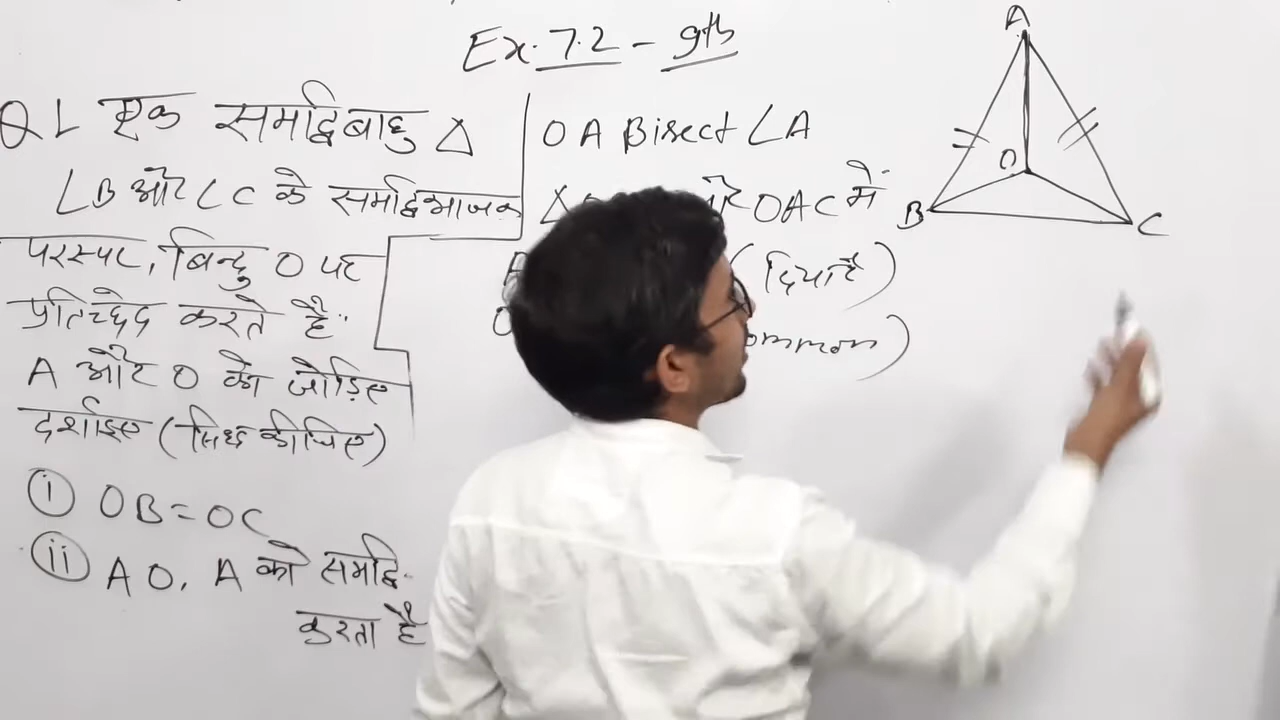 Ex. 7.2 - 9th
Q1 एक समद्विबाहु Δ
∠B और ∠C के समद्विभाजक
परस्पर, बिन्दु O पर
प्रतिच्छेद करते है.
A और O को जोड़िए
दर्शाइए (सिध्द कीजिए)
(i) OB = OC
(ii) AO, A को समद्वि.
करता है
OA Bisect ∠A
Δ OAC में
(दिया है)
A
O
B
C